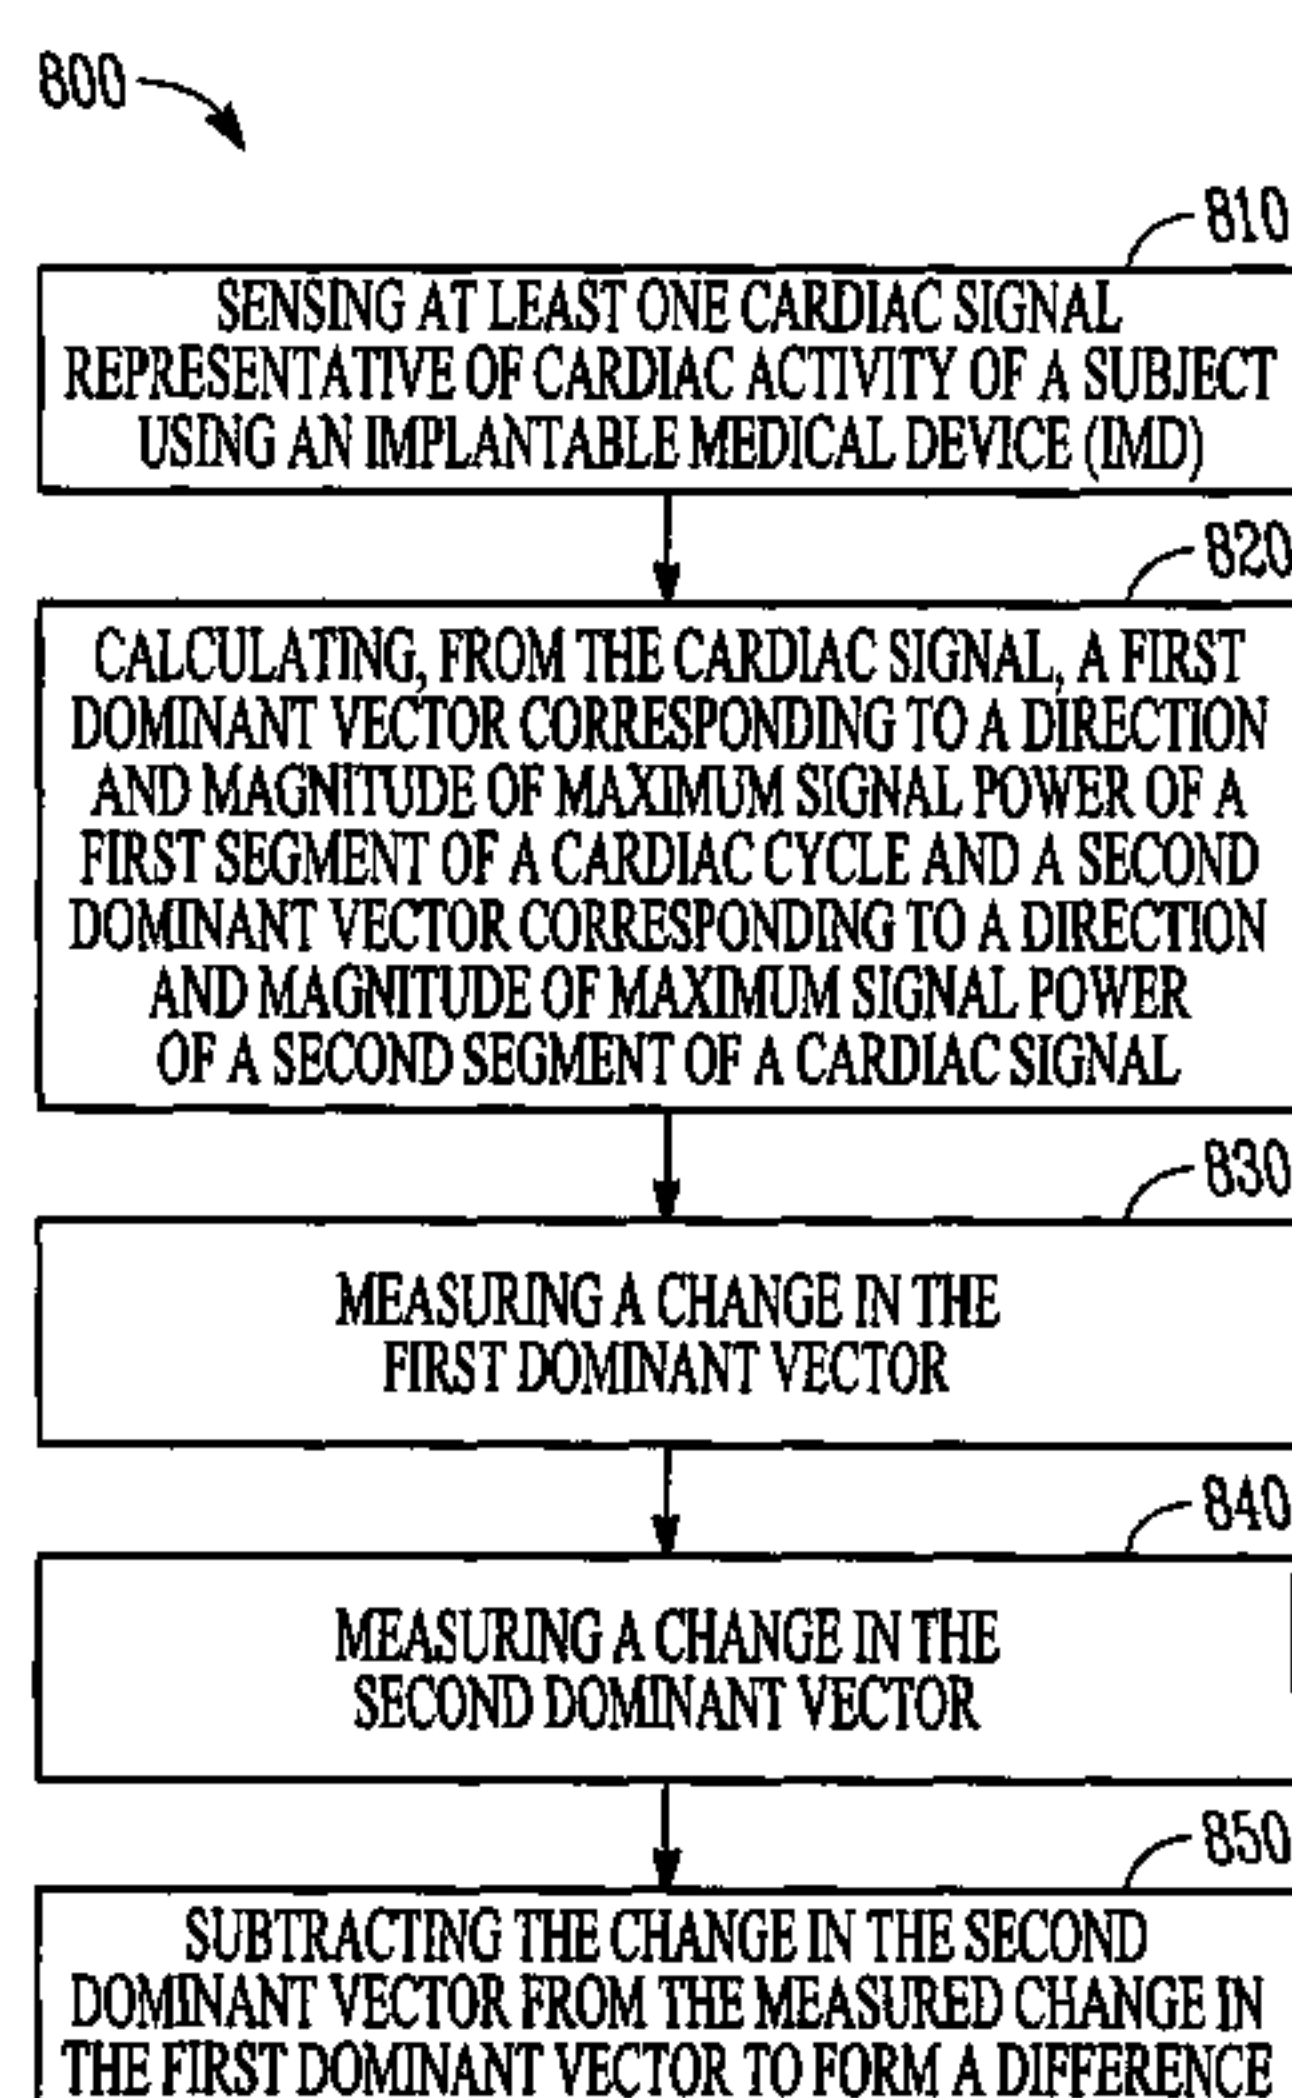 800
810
SENSING AT LEAST ONE CARDIAC SIGNAL
REPRESENTATIVE OF CARDIAC ACTIVITY OF A SUBJECT
USING AN IMPLANTABLE MEDICAL DEVICE (IMD)
820
CALCULATING, FROM THE CARDIAC SIGNAL, A FIRST
DOMINANT VECTOR CORRESPONDING TO A DIRECTION
AND MAGNITUDE OF MAXIMUM SIGNAL POWER OF A
FIRST SEGMENT OF A CARDIAC CYCLE AND A SECOND
DOMINANT VECTOR CORRESPONDING TO A DIRECTION
AND MAGNITUDE OF MAXIMUM SIGNAL POWER
OF A SECOND SEGMENT OF A CARDIAC SIGNAL
830
MEASURING A CHANGE IN THE
FIRST DOMINANT VECTOR
840
MEASURING A CHANGE IN THE
SECOND DOMINANT VECTOR
850
SUBTRACTING THE CHANGE IN THE SECOND
DOMINANT VECTOR FROM THE MEASURED CHANGE IN
THE FIRST DOMINANT VECTOR TO FORM A DIFFERENCE